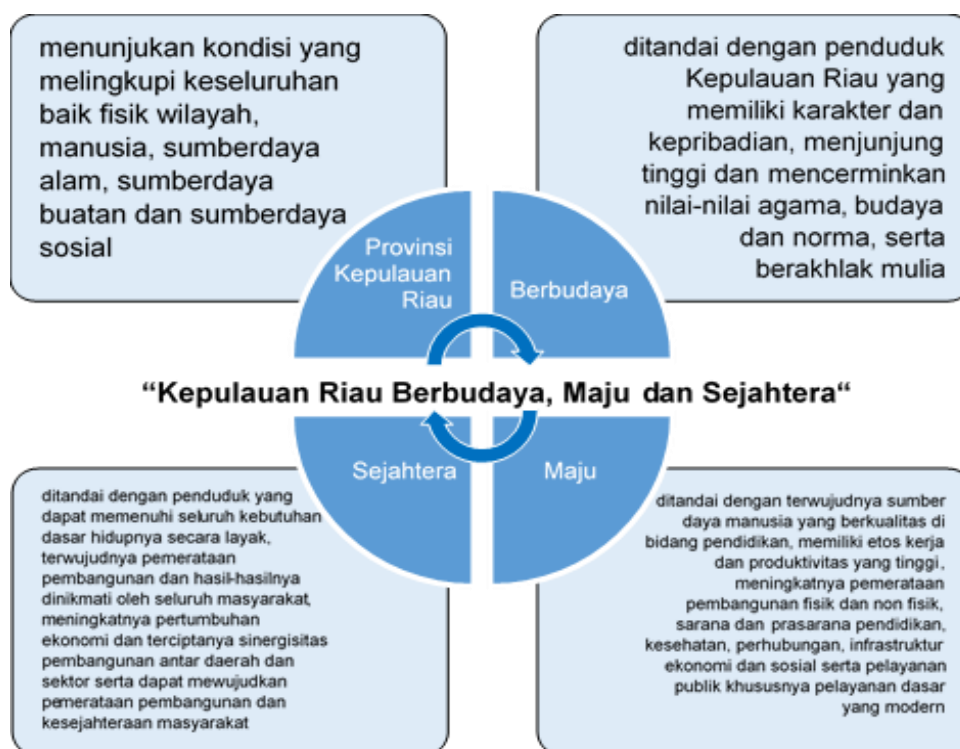 menunjukan kondisi yang
melingkupi keseluruhan
baik fisik wilayah,
manusia, sumberdaya
alam, sumberdaya
buatan dan sumberdaya
sosial
ditandai dengan penduduk
Kepulauan Riau yang
memiliki karakter dan
kepribadian, menjunjung
tinggi dan mencerminkan
nilai-nilai agama, budaya
dan norma, serta
berakhlak mulia
Provinsi
Kepulauan
Riau
Berbudaya
“Kepulauan Riau Berbudaya, Maju dan Sejahtera“
Sejahtera
Maju
ditandai dengan penduduk yang
dapat memenuhi seluruh kebutuhan
dasar hidupnya secara layak,
terwujudnya pemerataan
pembangunan dan hasil-hasilnya
dinikmati oleh seluruh masyarakat,
meningkatnya pertumbuhan
ekonomi dan terciptanya sinergisitas
pembangunan antar daerah dan
sektor serta dapat mewujudkan
pemerataan pembangunan dan
kesejahteraan masyarakat
ditandai dengan terwujudnya sumber
daya manusia yang berkualitas di
bidang pendidikan, memiliki etos kerja
dan produktivitas yang tinggi,
meningkatnya pemerataan
pembangunan fisik dan non fisik,
sarana dan prasarana pendidikan,
kesehatan, perhubungan, infrastruktur
ekonomi dan sosial serta pelayanan
publik khususnya pelayanan dasar
yang modern